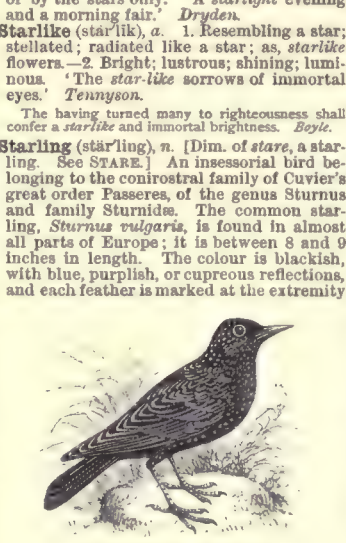 or by the stars only. 'A starlight evening
and a morning fair.' Dryden.
Starlike (stär´līk), a. 1. Resembling a star;
stellated; radiated like a star; as, starlike
flowers.—2. Bright; lustrous; shining; lumi-
nous. 'The star-like sorrows of immortal
eyes.' Tennyson.
The having turned many to righteousness shall
confer a starlike and immortal brightness. Boyle.
Starling (stär´ling), n. [Dim. of stare, a star-
ling. See STARE.] An insessorial bird be-
longing to the conirostral family of Cuvier's
great order Passeres, of the genus Sturnus
and family Sturnidæ. The common star-
ling, Sturnus vulgaris, is found in almost
all parts of Europe; it is between 8 and 9
inches in length. The colour is blackish,
with blue, purplish, or cupreous reflections,
and each feather is marked at the extremity